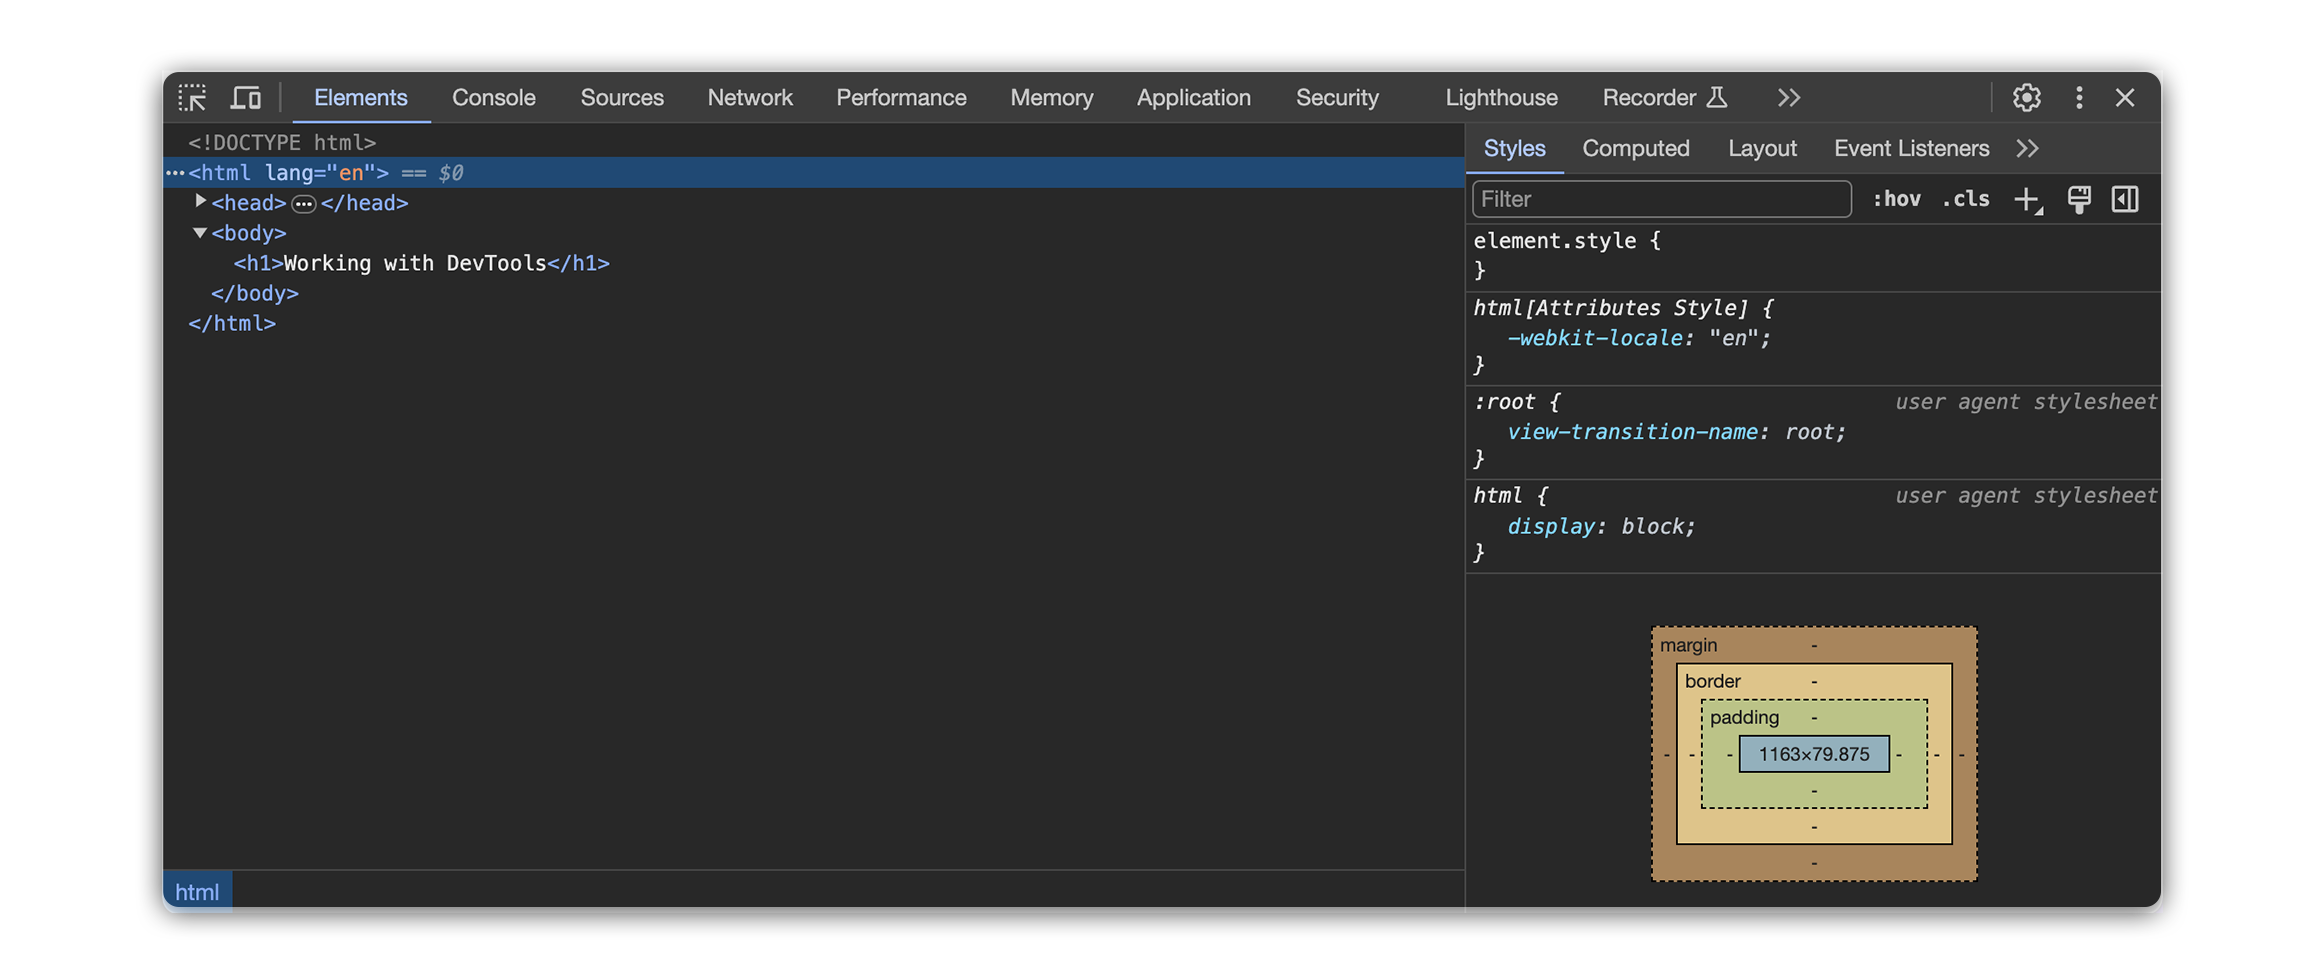 Elements Console Sources Network Performance Memory Application Security Lighthouse Recorder
<!DOCTYPE html>
<html lang="en"> == $0
<head>…</head>
<body>
<h1>Working with DevTools</h1>
</body>
</html>
html
Styles Computed Layout Event Listeners
Filter :hov .cls
element.style {
}
html[Attributes Style] {
-webkit-locale: "en";
}
:root { user agent stylesheet
view-transition-name: root;
}
html { user agent stylesheet
display: block;
}
margin -
border -
padding -
- - - 1163×79.875 - - -
-
-
-